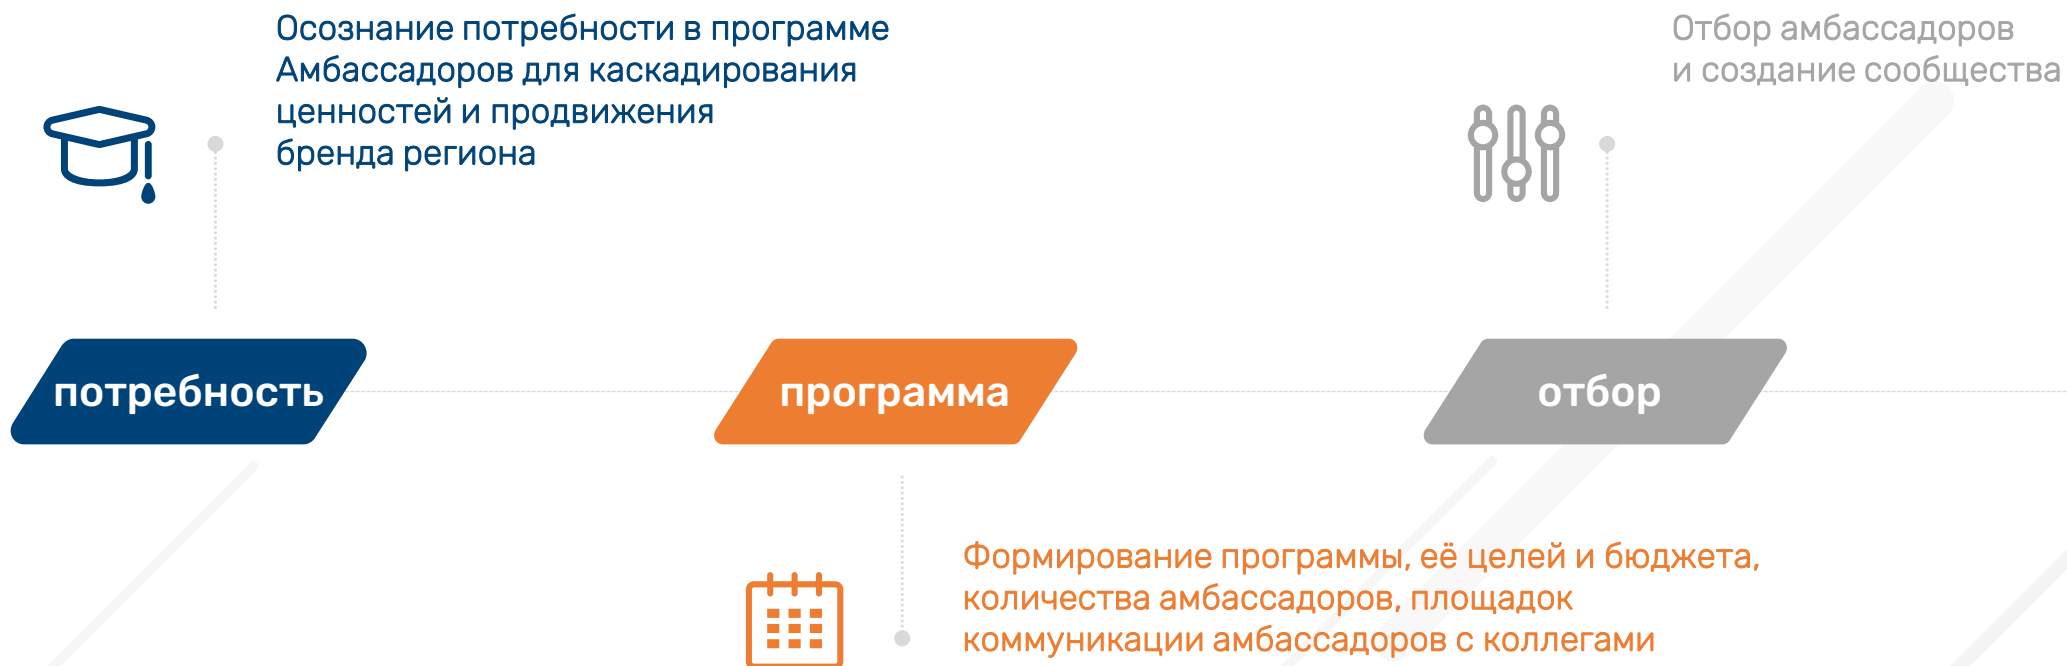 Осознание потребности в программе
Амбассадоров для каскадирования
ценностей и продвижения
бренда региона
Отбор амбассадоров
и создание сообщества
потребность
программа
отбор
Формирование программы, её целей и бюджета,
количества амбассадоров, площадок
коммуникации амбассадоров с коллегами